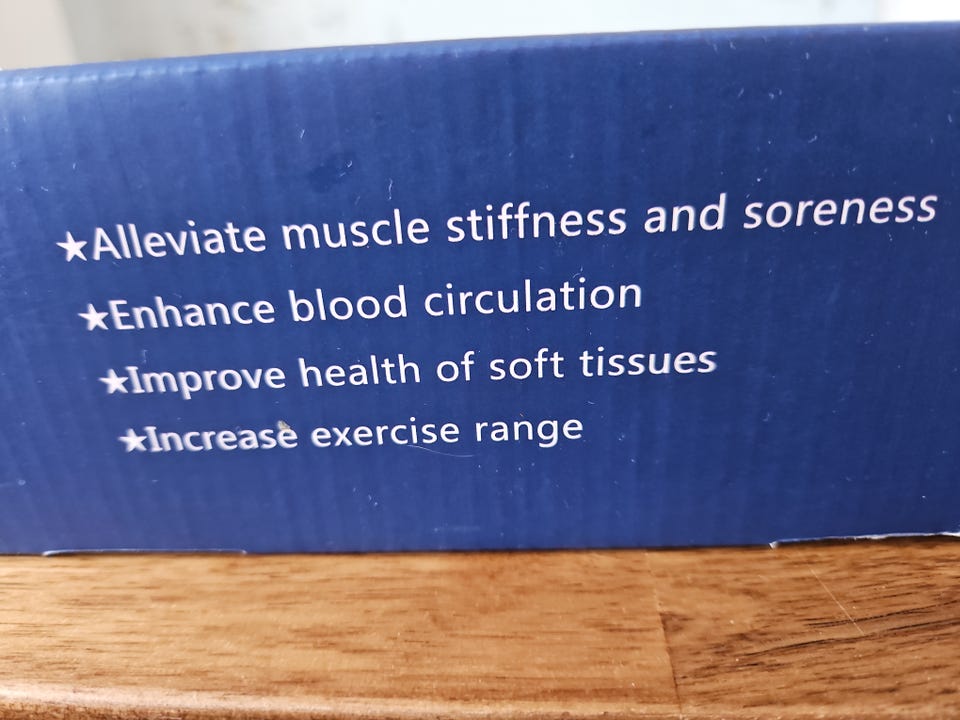 ★Alleviate muscle stiffness and soreness
★Enhance blood circulation
★Improve health of soft tissues
★Increase exercise range